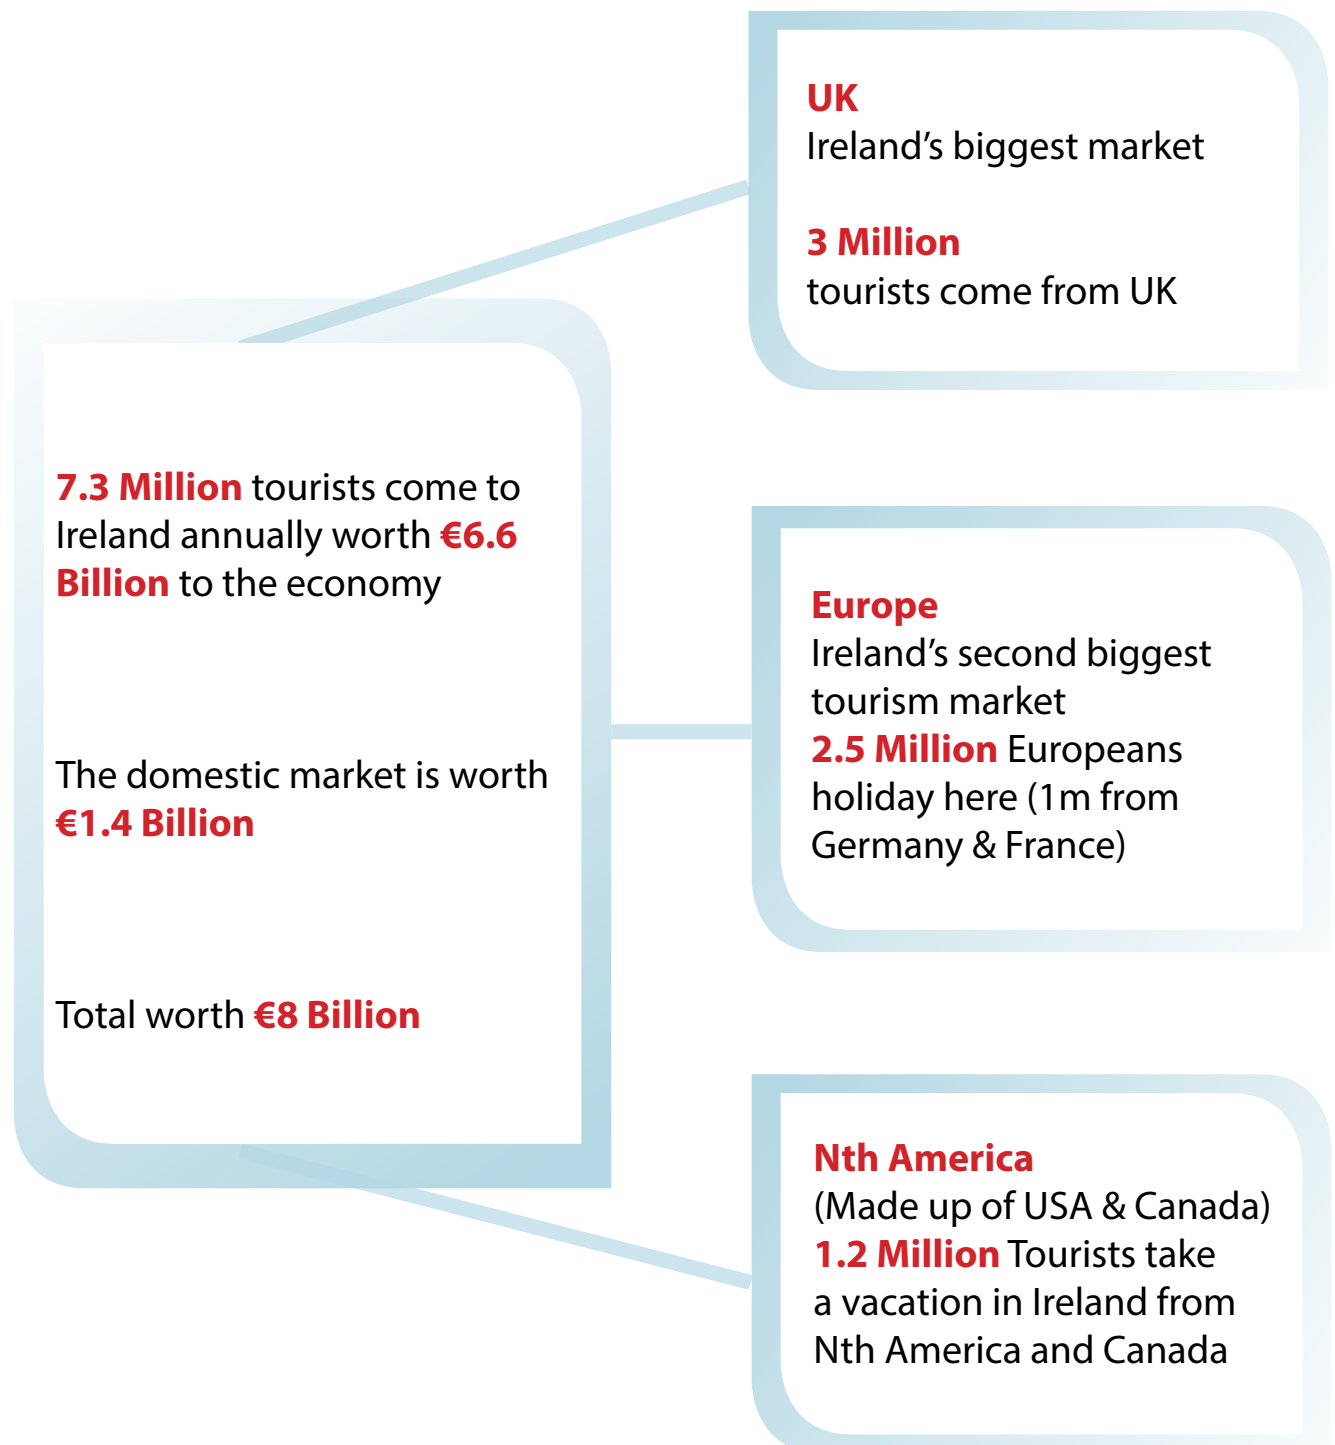 7.3 Million tourists come to
Ireland annually worth €6.6
Billion to the economy
The domestic market is worth
€1.4 Billion
Total worth €8 Billion
UK
Ireland’s biggest market
3 Million
tourists come from UK
Europe
Ireland’s second biggest
tourism market
2.5 Million Europeans
holiday here (1m from
Germany & France)
Nth America
(Made up of USA & Canada)
1.2 Million Tourists take
a vacation in Ireland from
Nth America and Canada